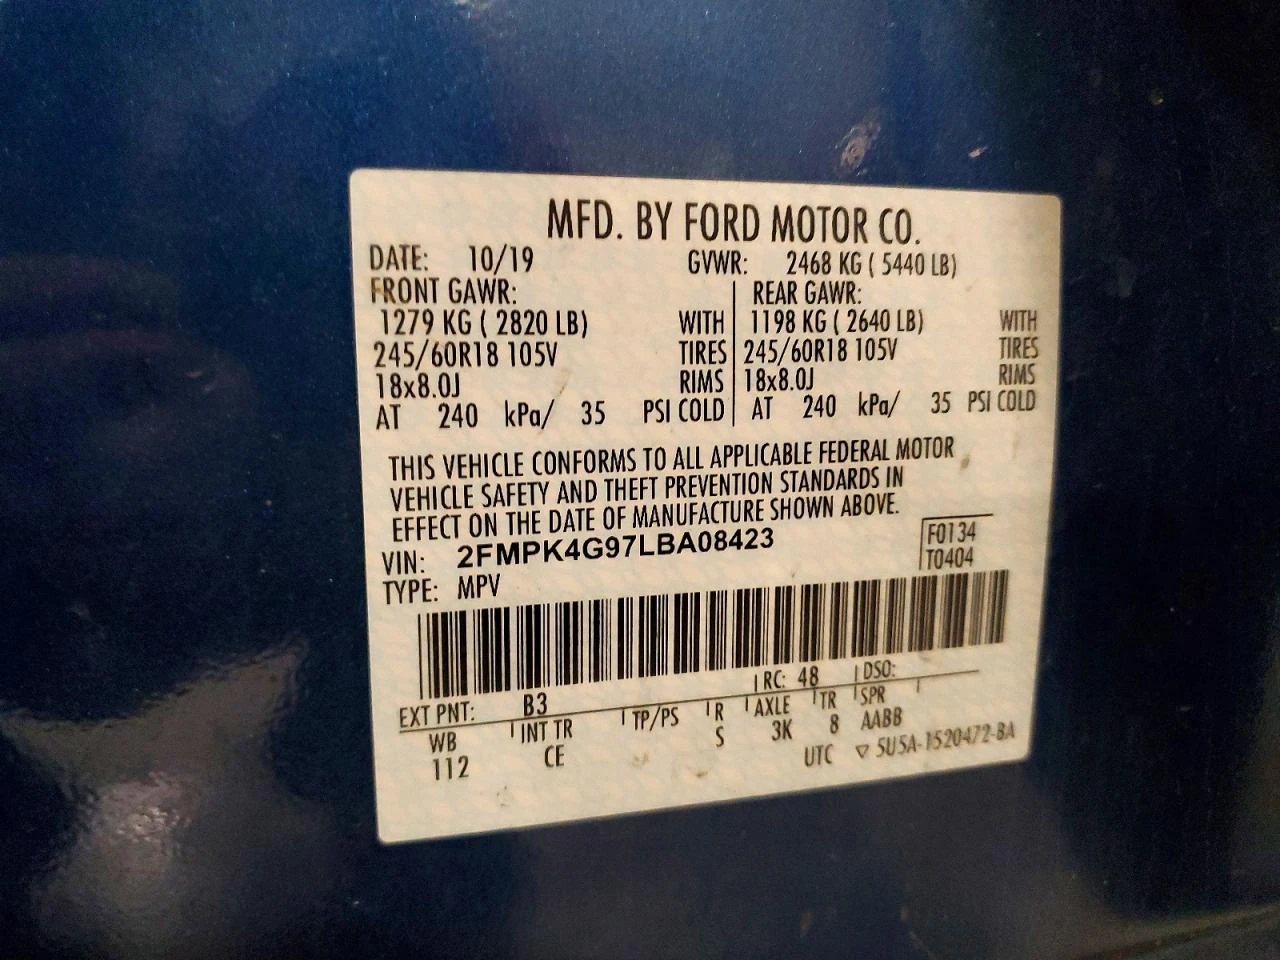 MFD. BY FORD MOTOR CO.
DATE: 10/19 GVWR: 2468 KG ( 5440 LB)
FRONT GAWR: REAR GAWR:
1279 KG ( 2820 LB) WITH 1198 KG ( 2640 LB) WITH
245/60R18 105V TIRES 245/60R18 105V TIRES
18x8.0J RIMS 18x8.0J RIMS
AT 240 kPa/ 35 PSI COLD AT 240 kPa/ 35 PSI COLD
THIS VEHICLE CONFORMS TO ALL APPLICABLE FEDERAL MOTOR
VEHICLE SAFETY AND THEFT PREVENTION STANDARDS IN
EFFECT ON THE DATE OF MANUFACTURE SHOWN ABOVE.
VIN: 2FMPK4G97LBA08423 F0134
TYPE: MPV T0404
EXT PNT: B3 RC: 48 DSO:
WB INT TR TP/PS R AXLE TR SPR
112 CE S 3K 8 AABB
UTC ▽ 5U5A-1520472-BA